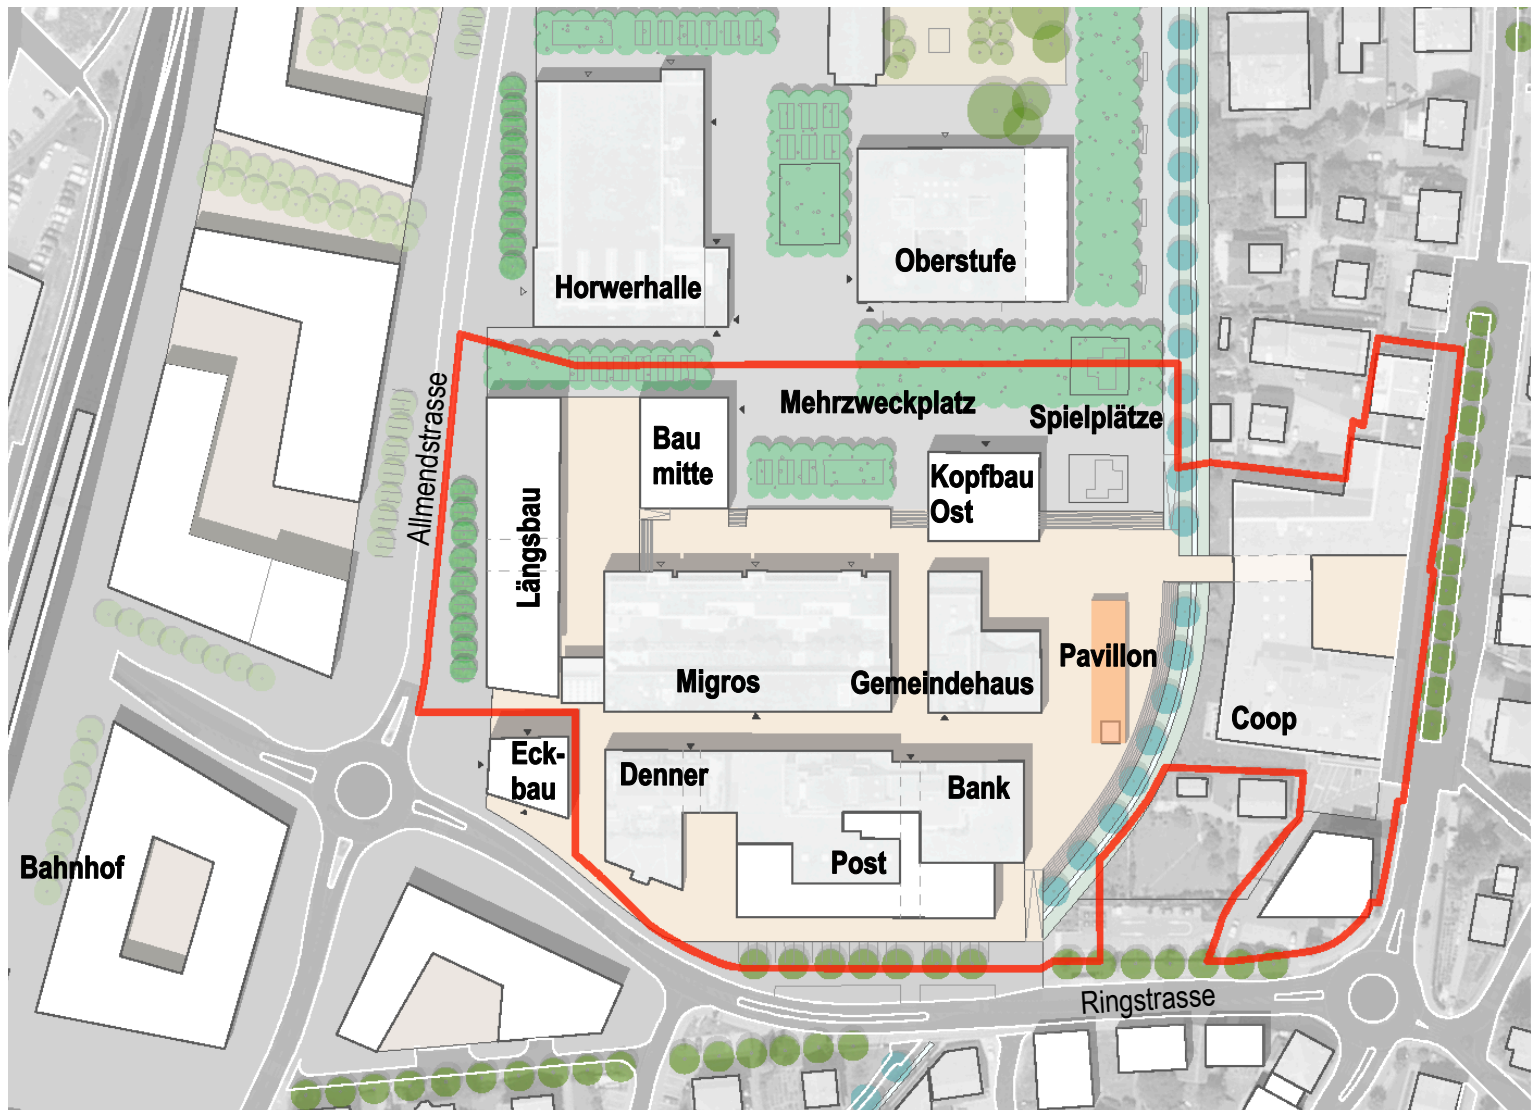 Oberstufe
Horwerhalle
Allmendstrasse
Mehrzweckplatz
Spielplätze
Bau
mitte
Kopfbau
Ost
Längsbau
Pavillon
Migros
Gemeindehaus
Coop
Eck-
bau
Denner
Bank
Post
Bahnhof
Ringstrasse